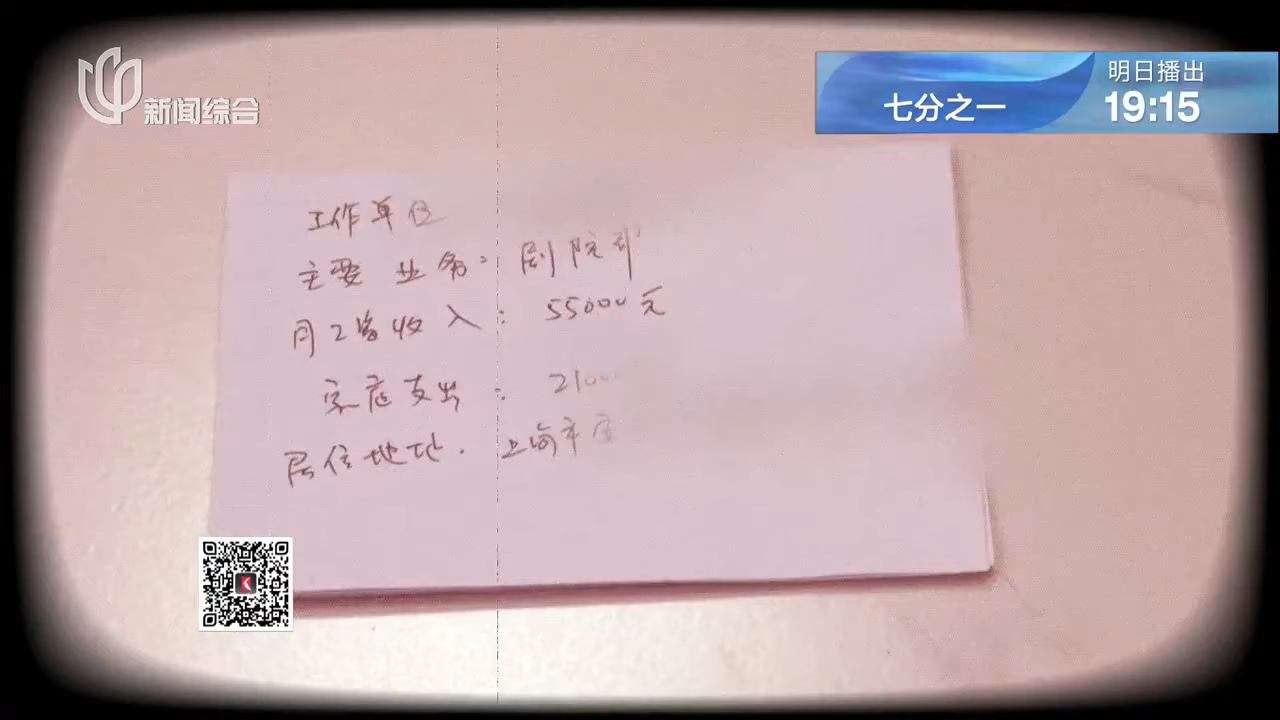 新闻综合
七分之一
明日播出
19:15
工作单
主要业务：剧院
月工资收入：55000元
家庭支出：2100
居住地址：上海市